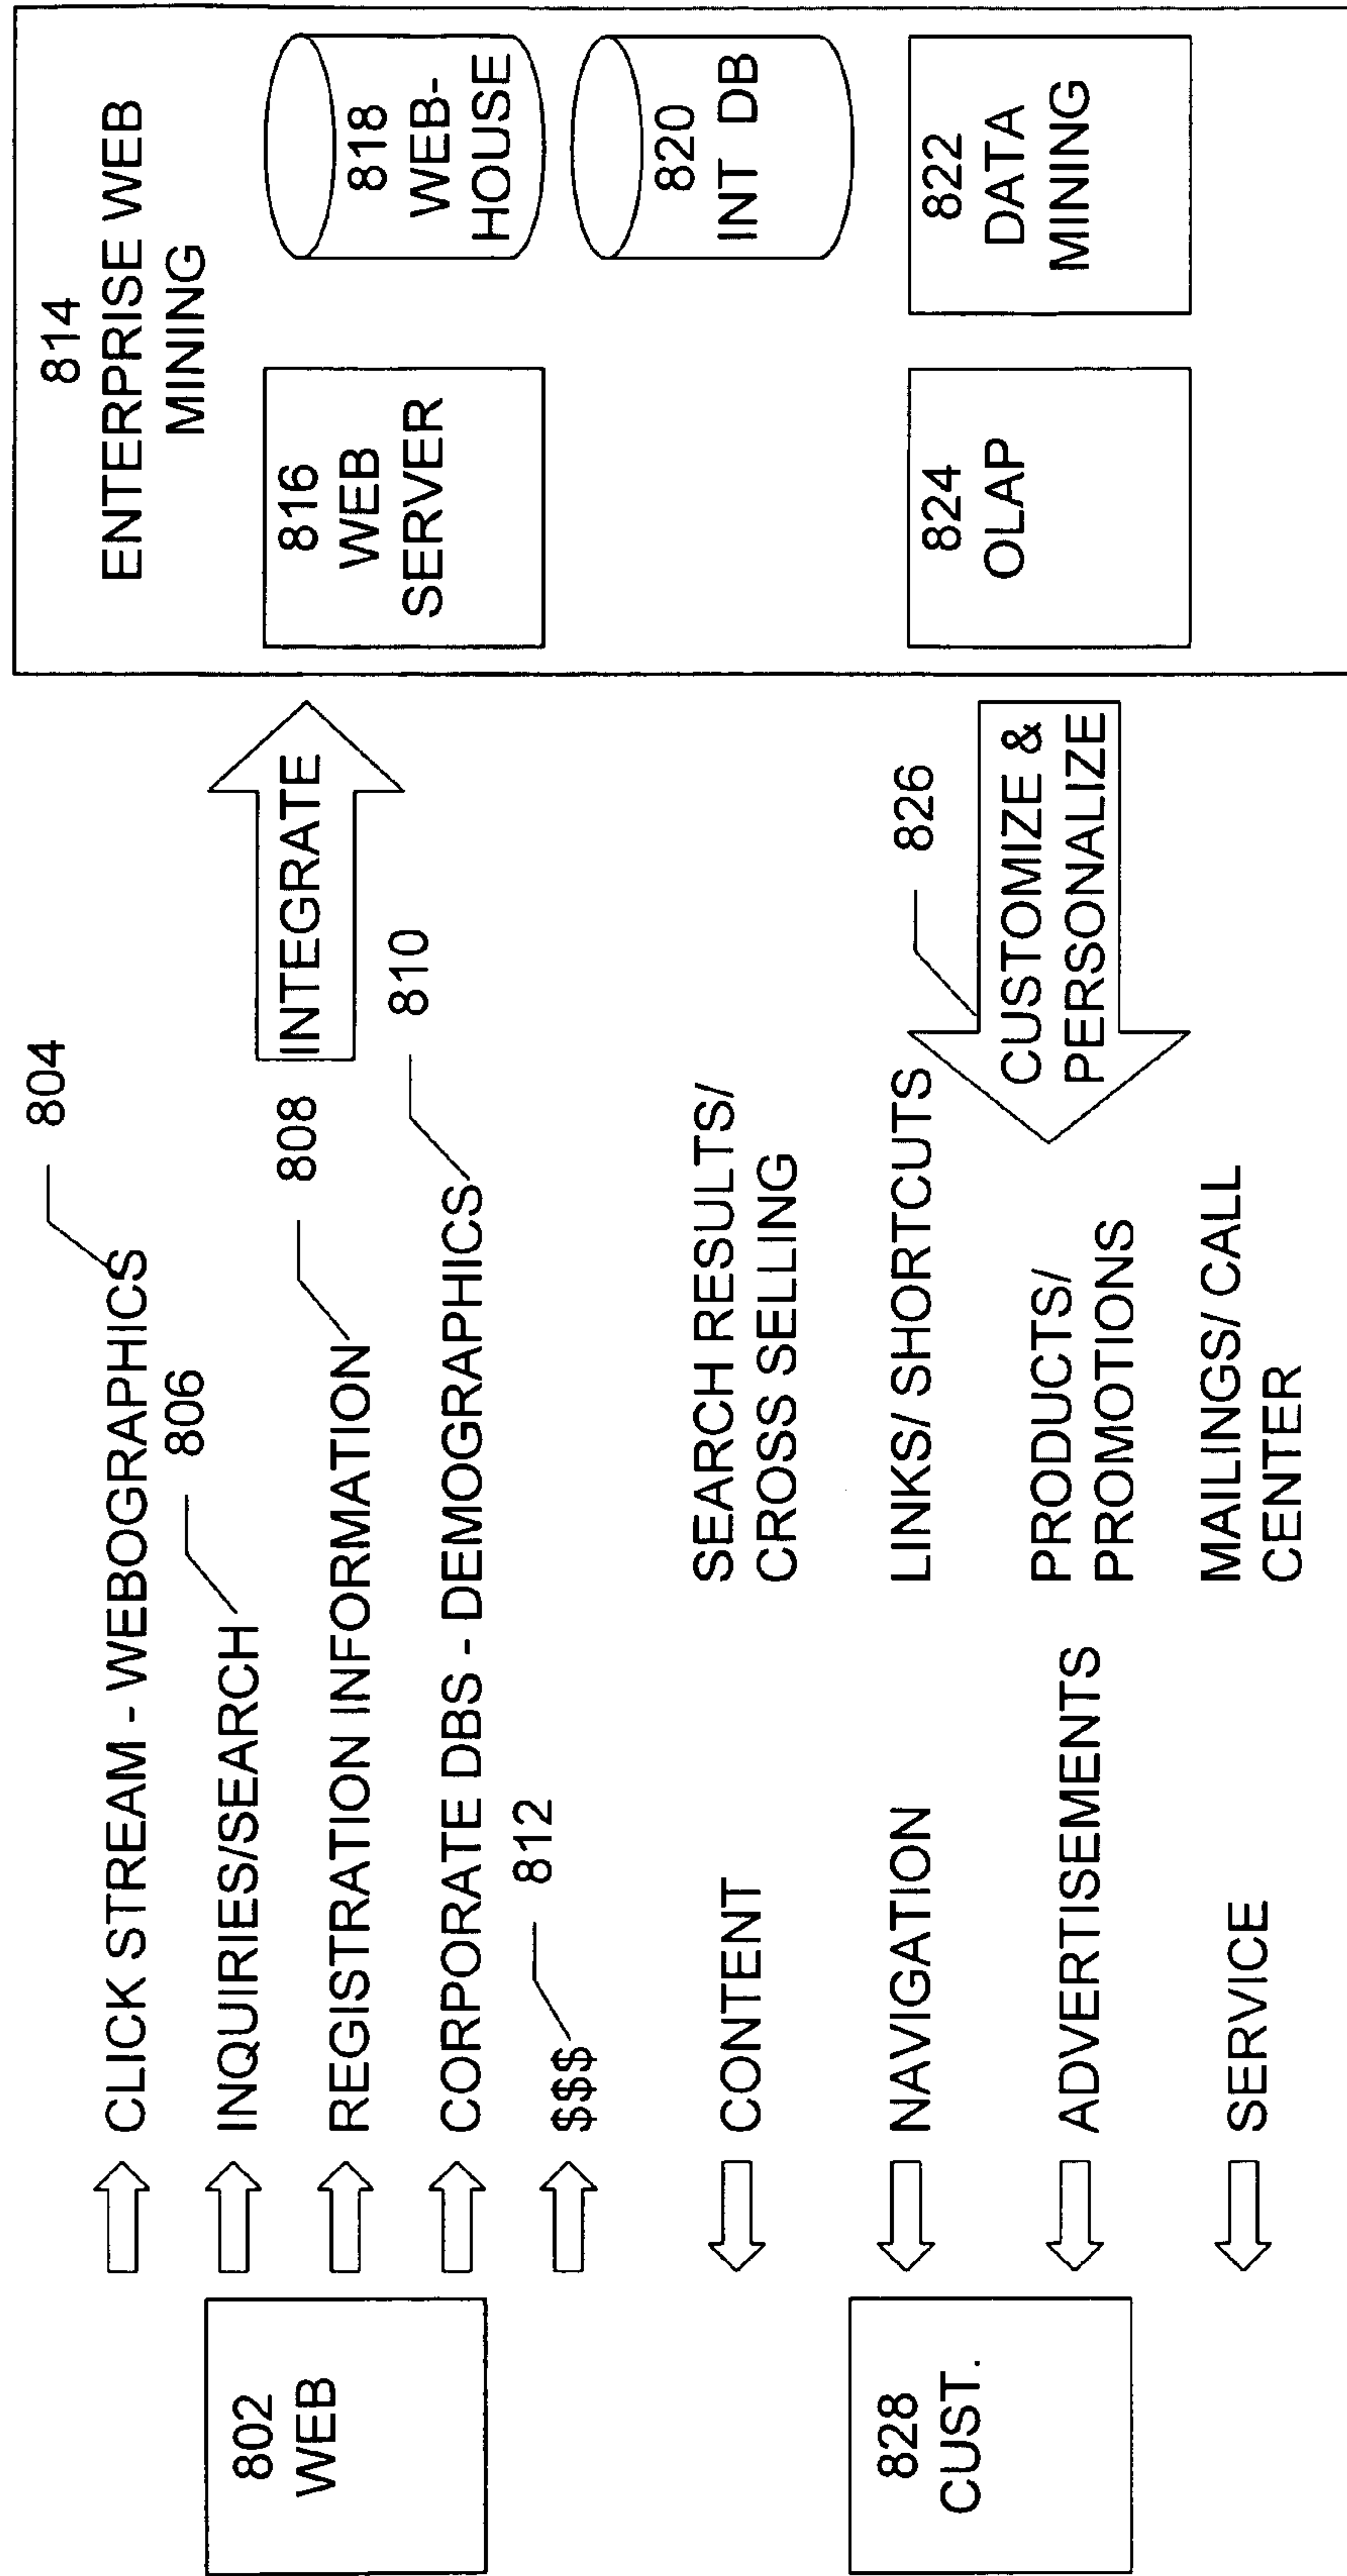 804
CLICK STREAM - WEBOGRAPHICS
806
INQUIRIES/SEARCH
808
REGISTRATION INFORMATION
810
CORPORATE DBS - DEMOGRAPHICS
812
$$$
802
WEB
INTEGRATE
814
ENTERPRISE WEB
MINING
816
WEB
SERVER
818
WEB-
HOUSE
820
INT DB
822
DATA
MINING
824
OLAP
826
CUSTOMIZE &
PERSONALIZE
CONTENT
SEARCH RESULTS/
CROSS SELLING
NAVIGATION
LINKS/ SHORTCUTS
ADVERTISEMENTS
PRODUCTS/
PROMOTIONS
SERVICE
MAILINGS/ CALL
CENTER
828
CUST.